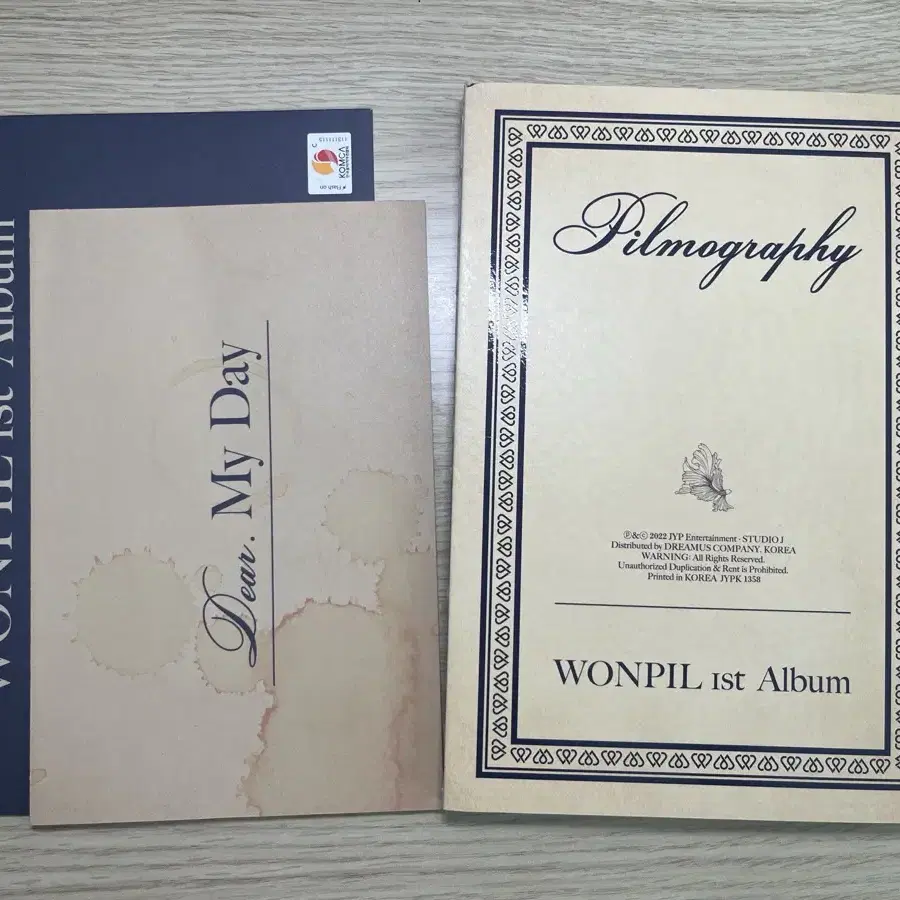 WONPIL 1st Album
KOMCA
Dear. My Day
Pilmography
Ⓟ&ⓒ 2022 JYP Entertainment · STUDIO J
Distributed by DREAMUS COMPANY. KOREA
WARNING: All Rights Reserved.
Unauthorized Duplication & Rent is Prohibited.
Printed in KOREA JYPK 1358
WONPIL 1st Album